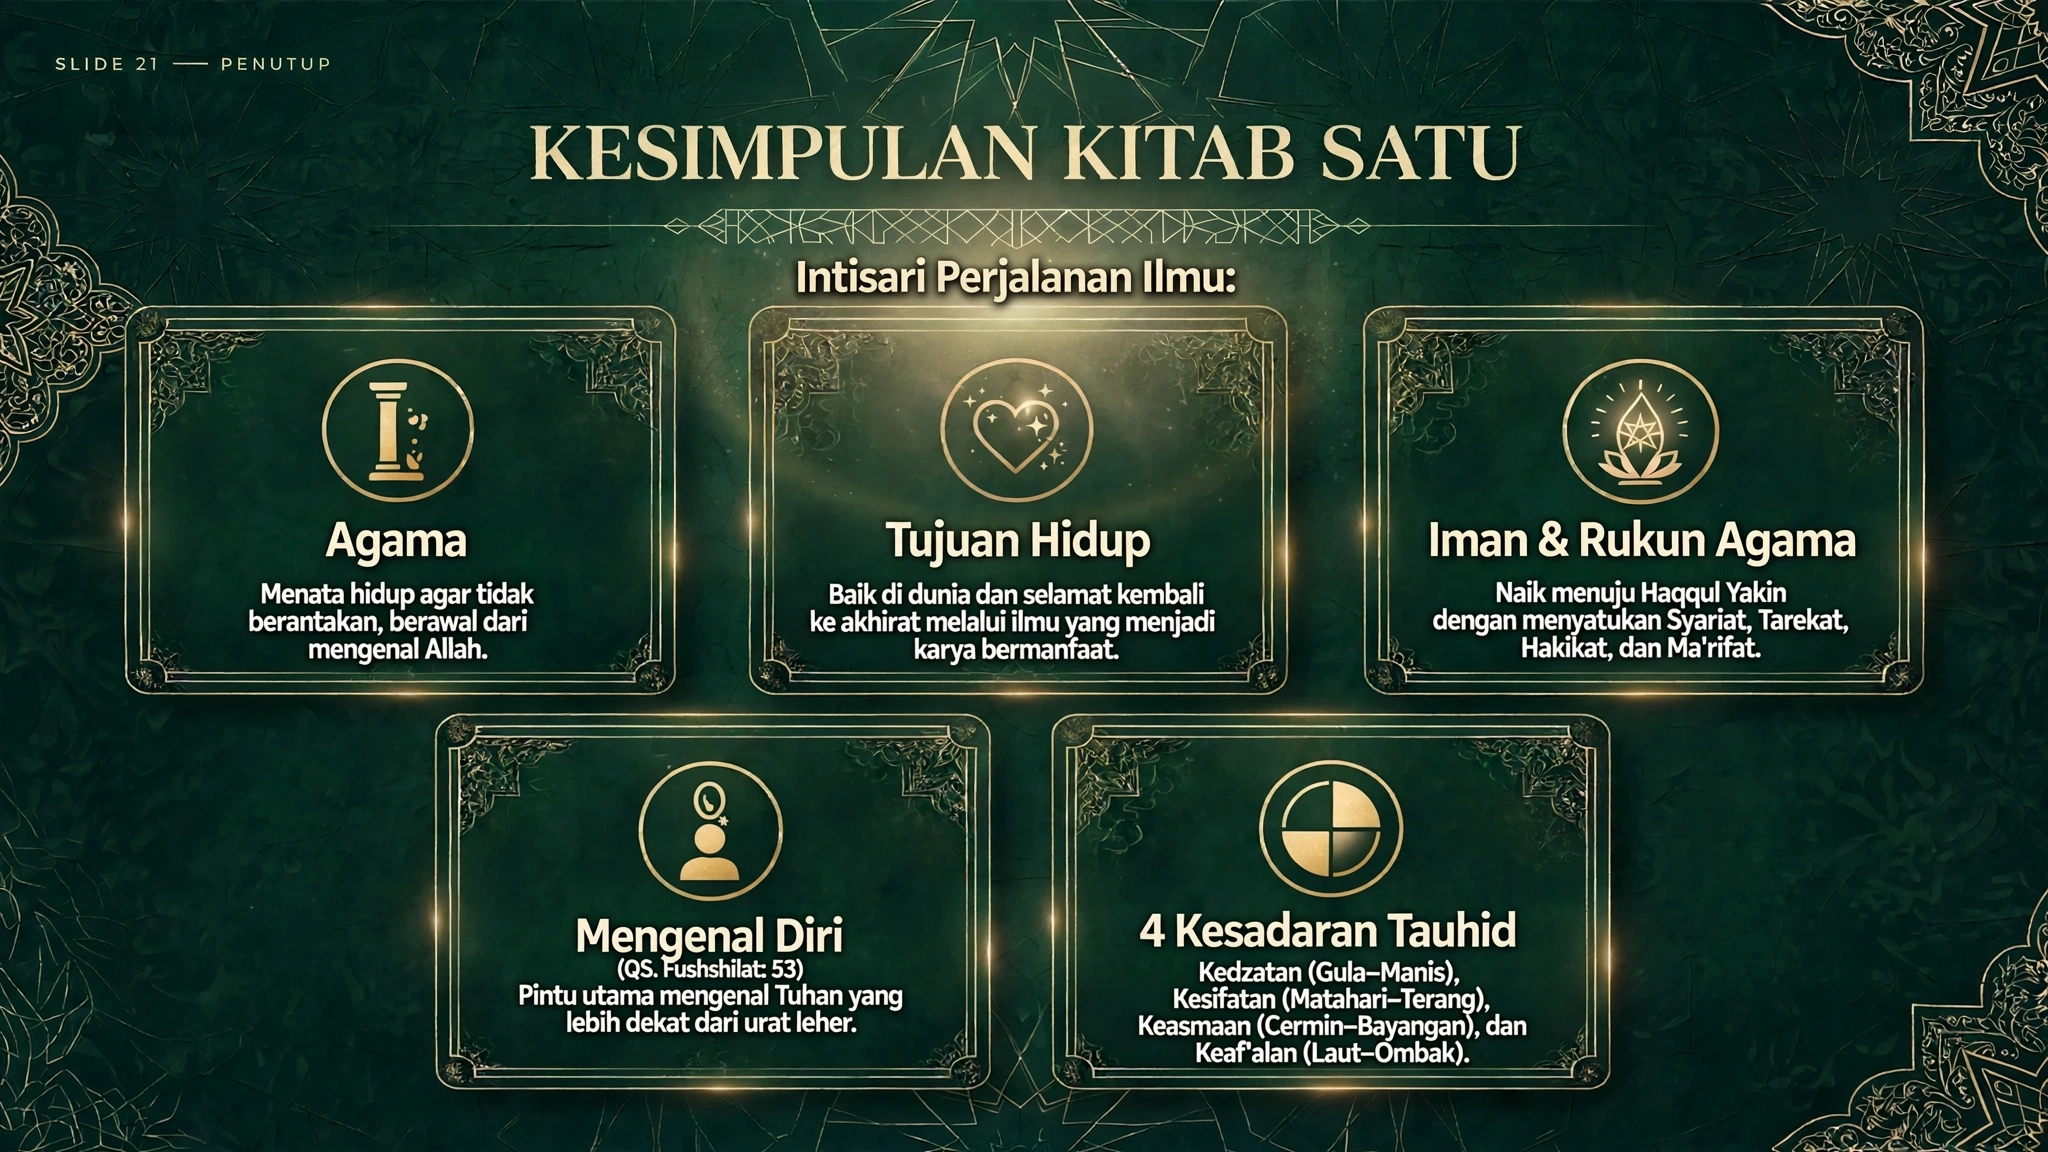 SLIDE 21 — PENUTUP
KESIMPULAN KITAB SATU
Intisari Perjalanan Ilmu:
Agama
Menata hidup agar tidak
berantakan, berawal dari
mengenal Allah.
Tujuan Hidup
Baik di dunia dan selamat kembali
ke akhirat melalui ilmu yang menjadi
karya bermanfaat.
Iman & Rukun Agama
Naik menuju Haqqul Yakin
dengan menyatukan Syariat, Tarekat,
Hakikat, dan Ma'rifat.
Mengenal Diri
(QS. Fushshilat: 53)
Pintu utama mengenal Tuhan yang
lebih dekat dari urat leher.
4 Kesadaran Tauhid
Kedzatan (Gula–Manis),
Kesifatan (Matahari–Terang),
Keasmaan (Cermin–Bayangan), dan
Keaf'alan (Laut–Ombak).